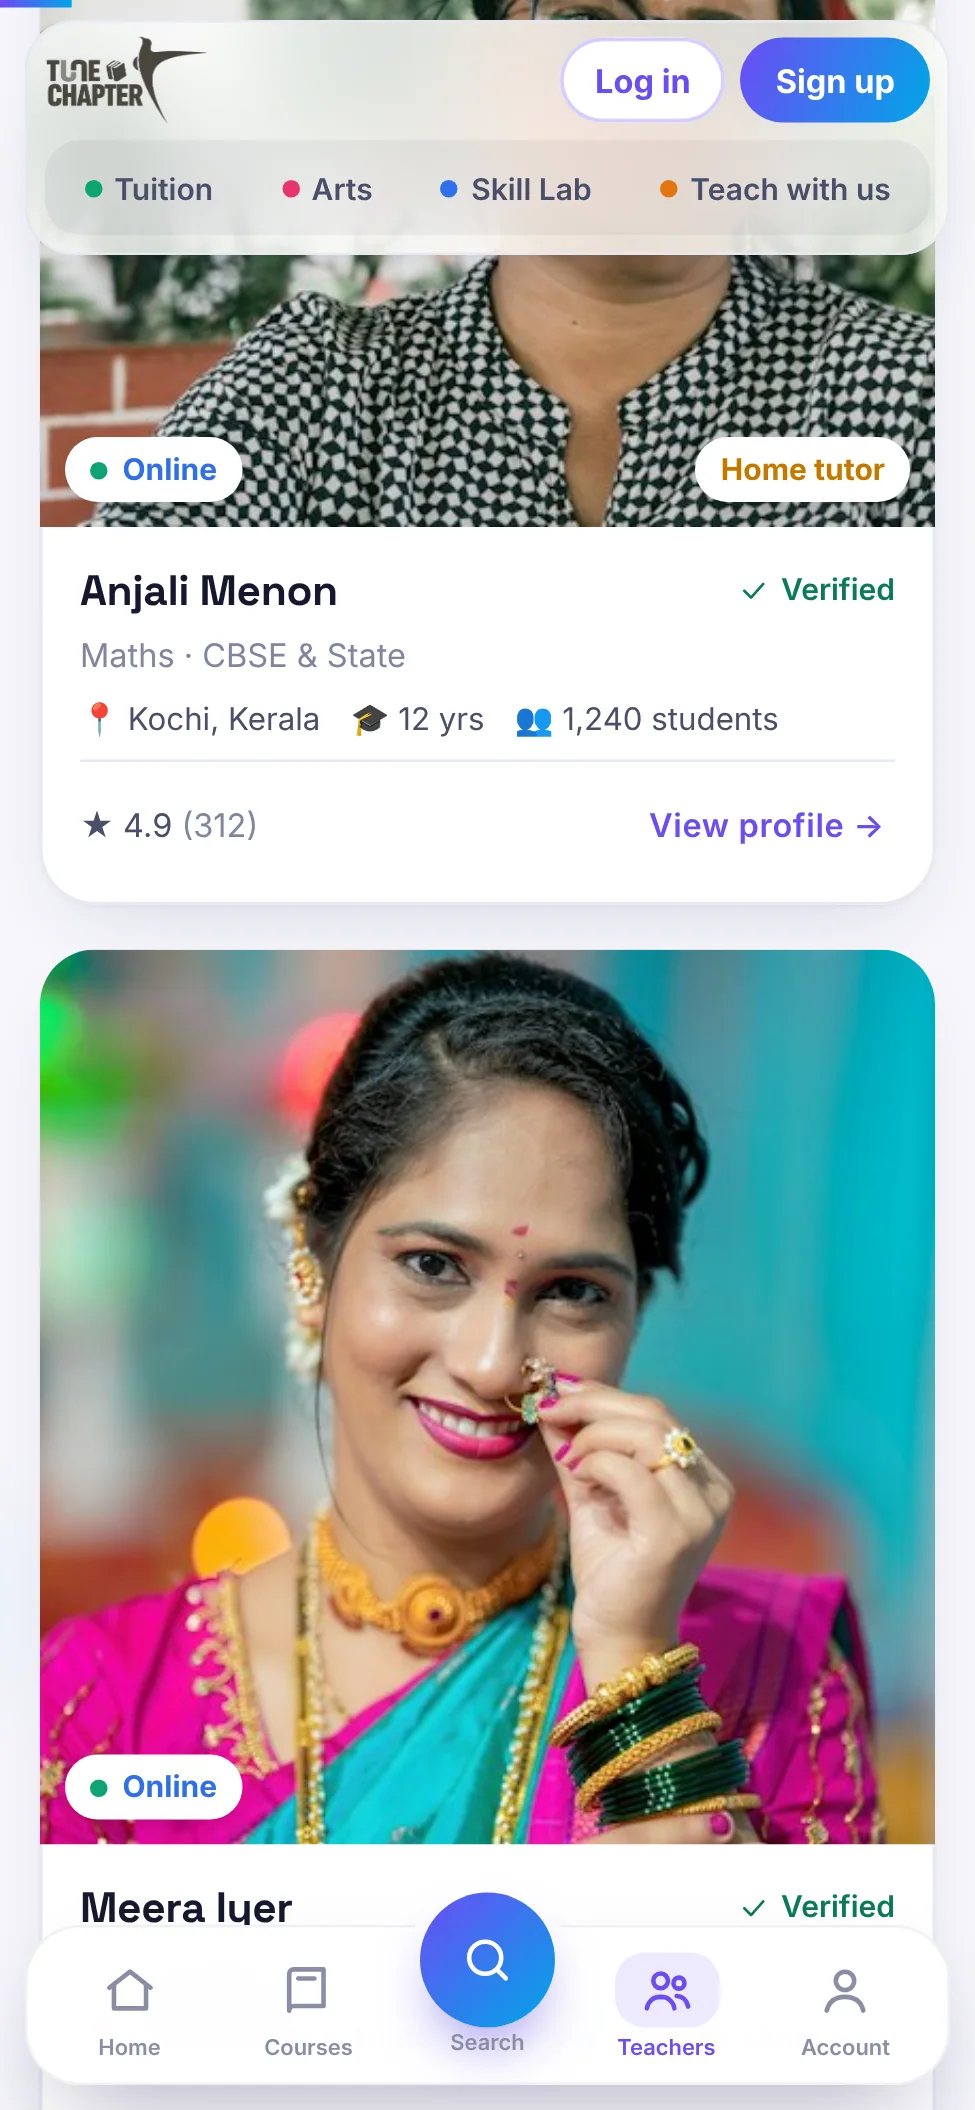 TUNE
CHAPTER
Log in
Sign up
Tuition
Arts
Skill Lab
Teach with us
Online
Home tutor
Anjali Menon
✓ Verified
Maths · CBSE & State
📍 Kochi, Kerala 🎓 12 yrs 👥 1,240 students
★ 4.9 (312)
View profile →
Online
Meera Iyer
✓ Verified
Home
Courses
Search
Teachers
Account